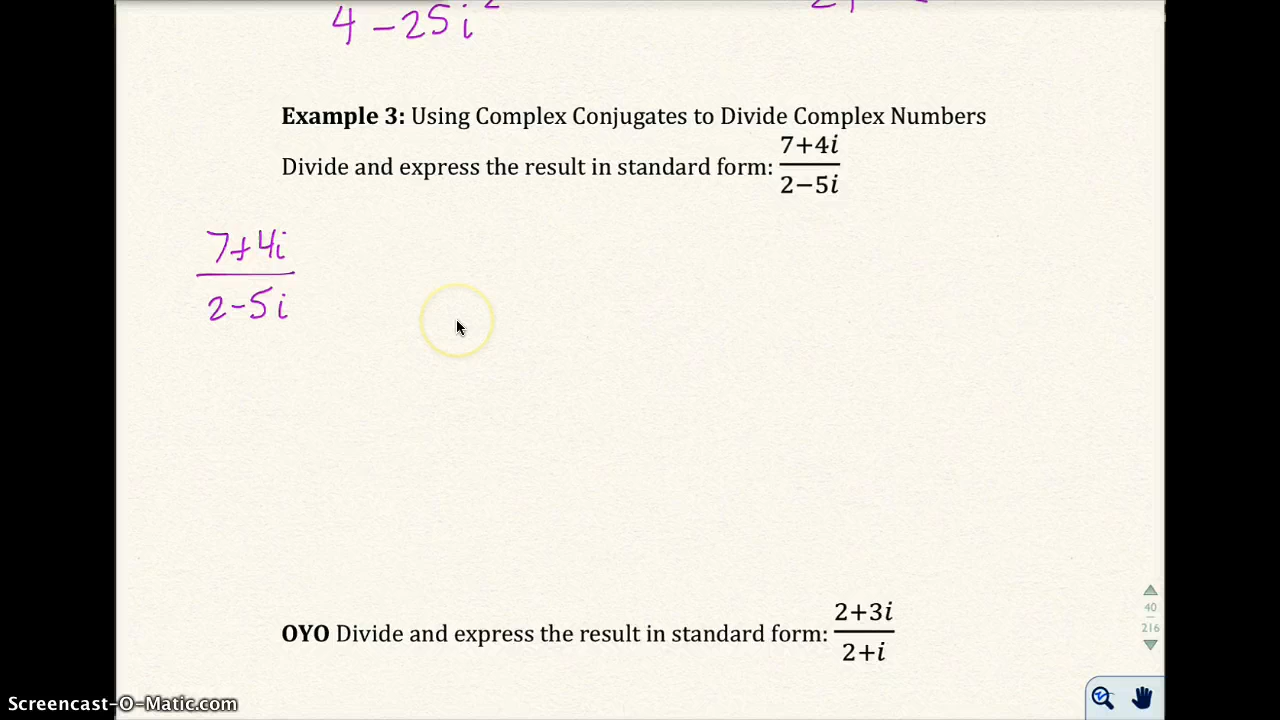 4 - 25i²
Example 3: Using Complex Conjugates to Divide Complex Numbers
Divide and express the result in standard form: 7+4i
2−5i
7+4i
2-5i
OYO Divide and express the result in standard form: 2+3i
2+i
40
216
Screencast-O-Matic.com